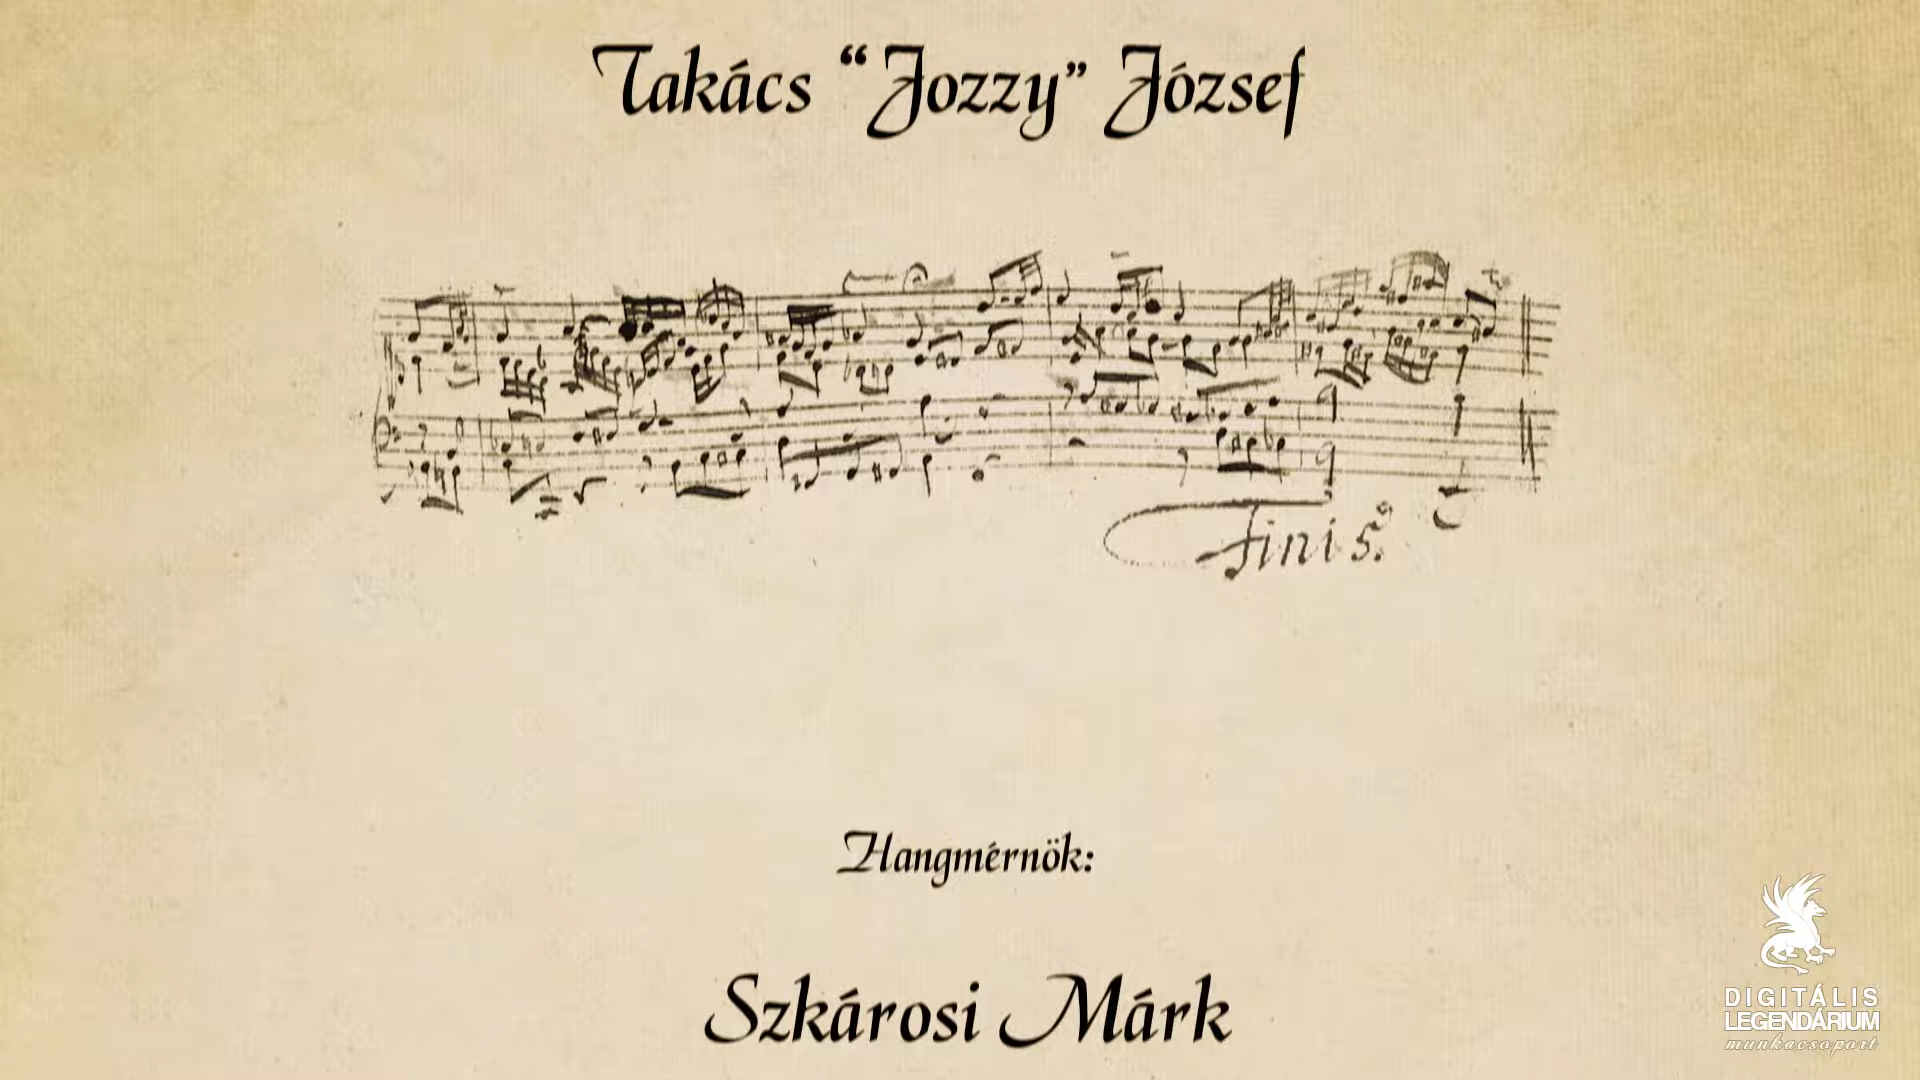 Takács “Jozzy” József
Finis.
Hangmérnök:
Szkárosi Márk
DIGITÁLIS
LEGENDÁRIUM
munkacsoport